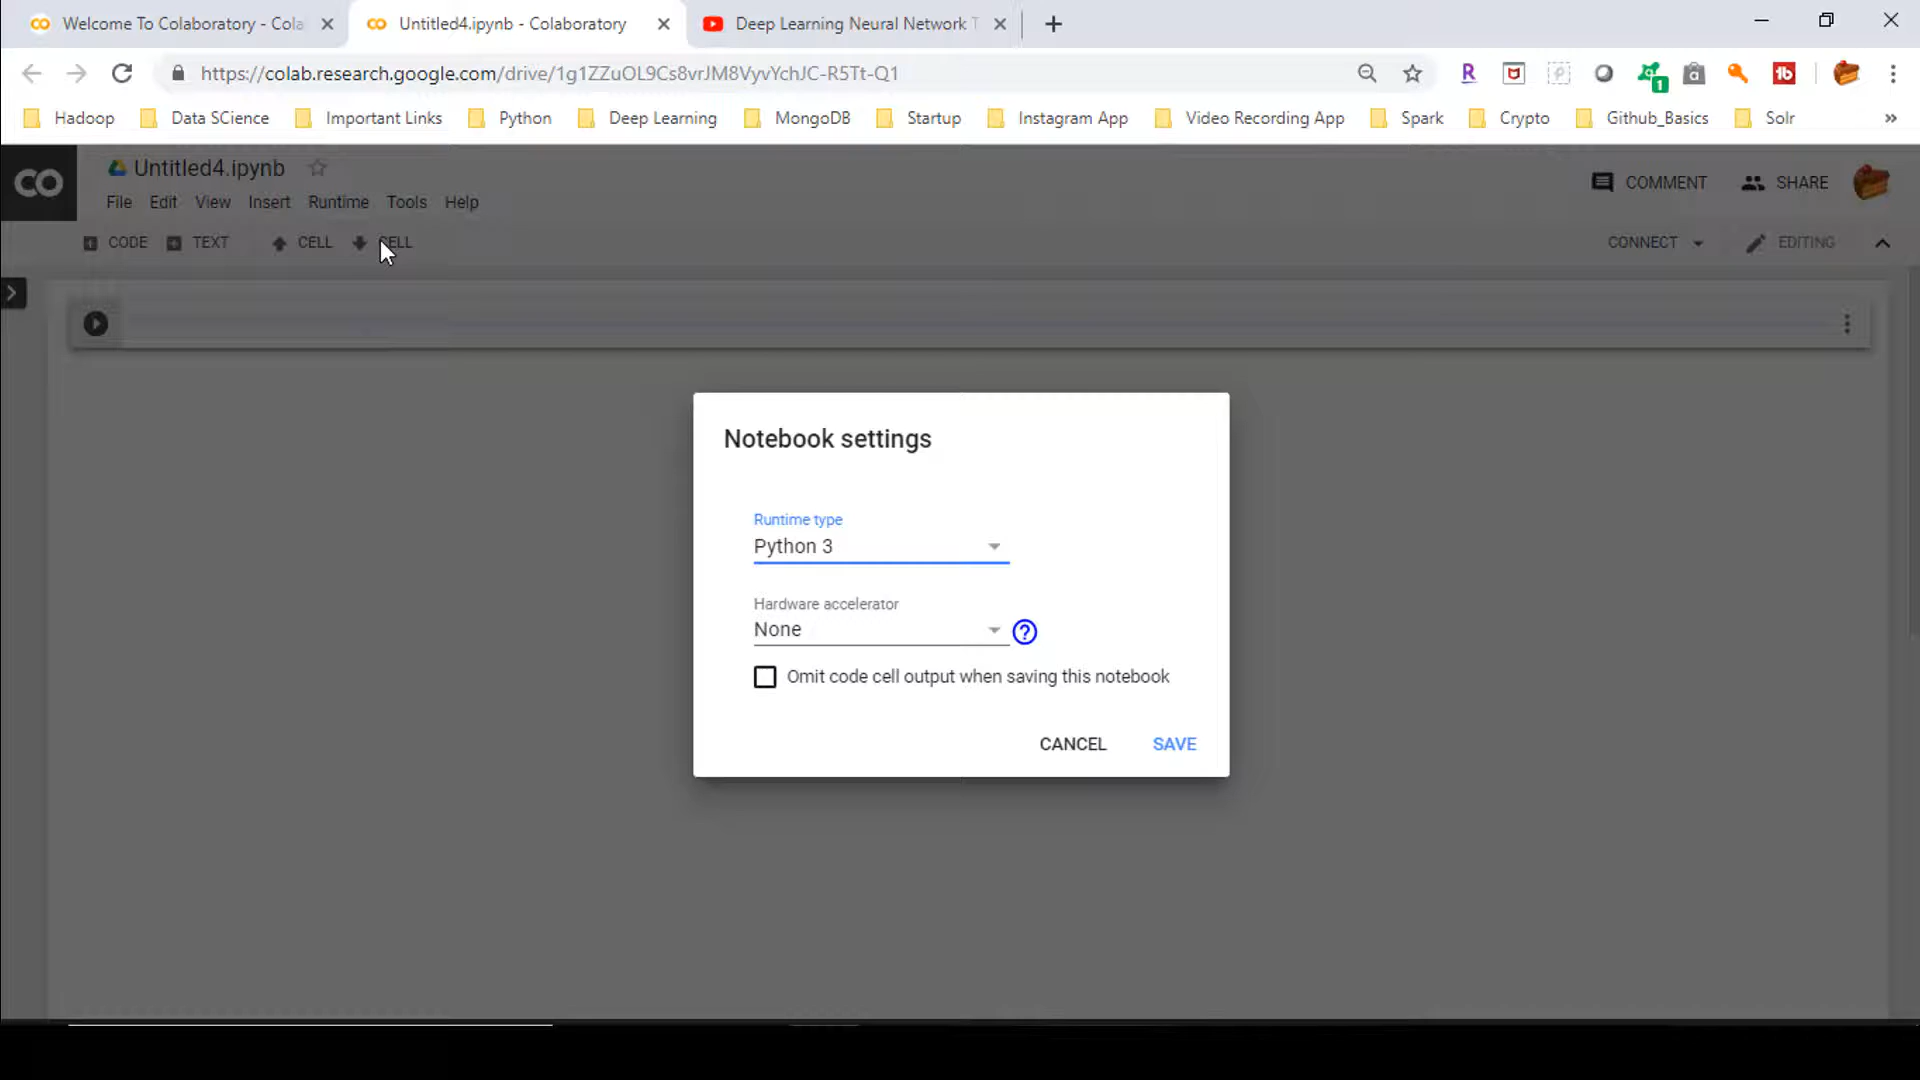 Welcome To Colaboratory - Cola
Untitled4.ipynb - Colaboratory
Deep Learning Neural Network T
https://colab.research.google.com/drive/1g1ZZuOL9Cs8vrJM8VyvYchJC-R5Tt-Q1
Hadoop Data SCience Important Links Python Deep Learning MongoDB Startup Instagram App Video Recording App Spark Crypto Github_Basics Solr »
CO
Untitled4.ipynb
File Edit View Insert Runtime Tools Help
COMMENT SHARE
CODE TEXT CELL CELL
CONNECT EDITING
Notebook settings
Runtime type
Python 3
Hardware accelerator
None
Omit code cell output when saving this notebook
CANCEL SAVE